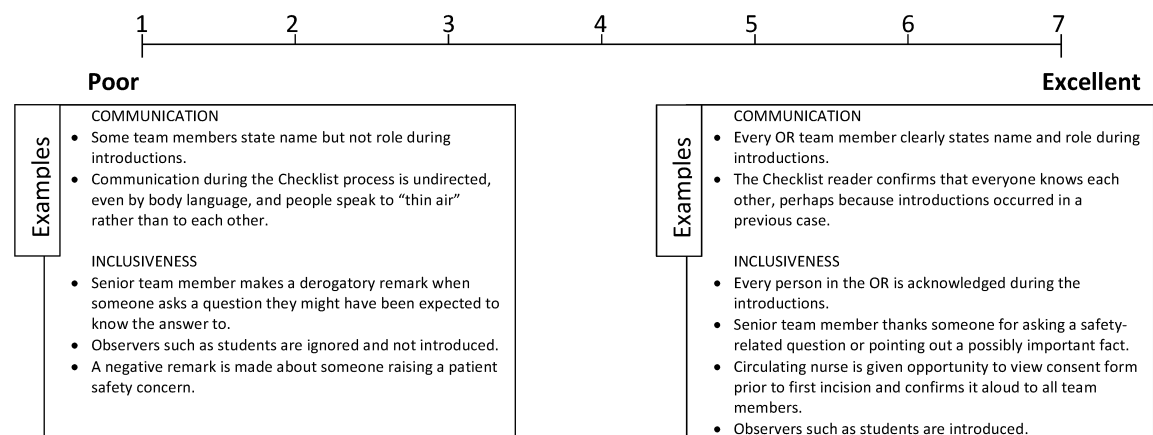 1 2 3 4 5 6 7
Poor
Examples
COMMUNICATION
• Some team members state name but not role during
introductions.
• Communication during the Checklist process is undirected,
even by body language, and people speak to “thin air”
rather than to each other.
INCLUSIVENESS
• Senior team member makes a derogatory remark when
someone asks a question they might have been expected to
know the answer to.
• Observers such as students are ignored and not introduced.
• A negative remark is made about someone raising a patient
safety concern.
Excellent
Examples
COMMUNICATION
• Every OR team member clearly states name and role during
introductions.
• The Checklist reader confirms that everyone knows each
other, perhaps because introductions occurred in a
previous case.
INCLUSIVENESS
• Every person in the OR is acknowledged during the
introductions.
• Senior team member thanks someone for asking a safety-
related question or pointing out a possibly important fact.
• Circulating nurse is given opportunity to view consent form
prior to first incision and confirms it aloud to all team
members.
• Observers such as students are introduced.